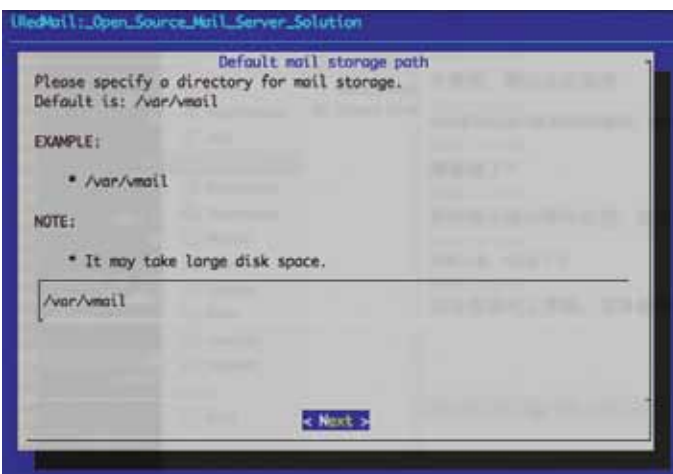 iRedMail:_Open_Source_Mail_Server_Solution
Default mail storage path
Please specify a directory for mail storage.
Default is: /var/vmail
EXAMPLE:
* /var/vmail
NOTE:
* It may take large disk space.
/var/vmail
< Next >